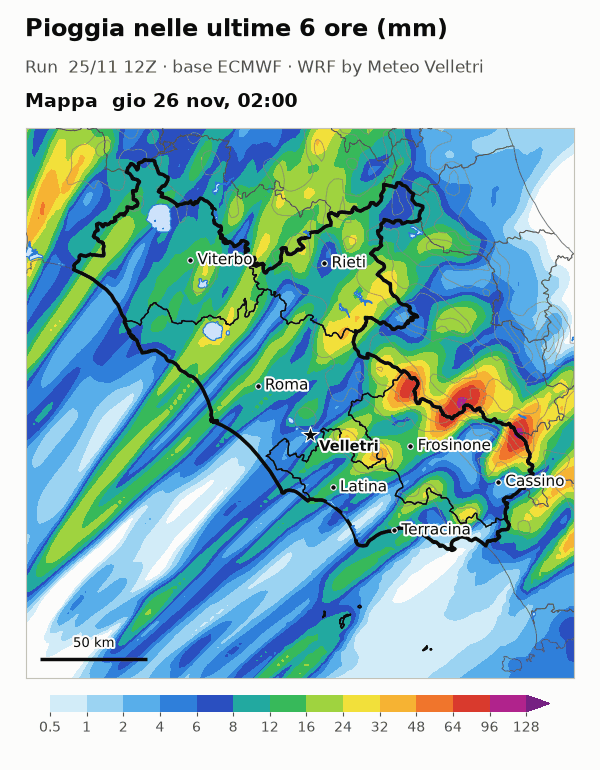 Pioggia nelle ultime 6 ore (mm)
Run  25/11 12Z · base ECMWF · WRF by Meteo Velletri
Mappa  gio 26 nov, 02:00
Viterbo
Rieti
Roma
Velletri
Frosinone
Latina
Cassino
Terracina
50 km
0.5 1 2 4 6 8 12 16 24 32 48 64 96 128